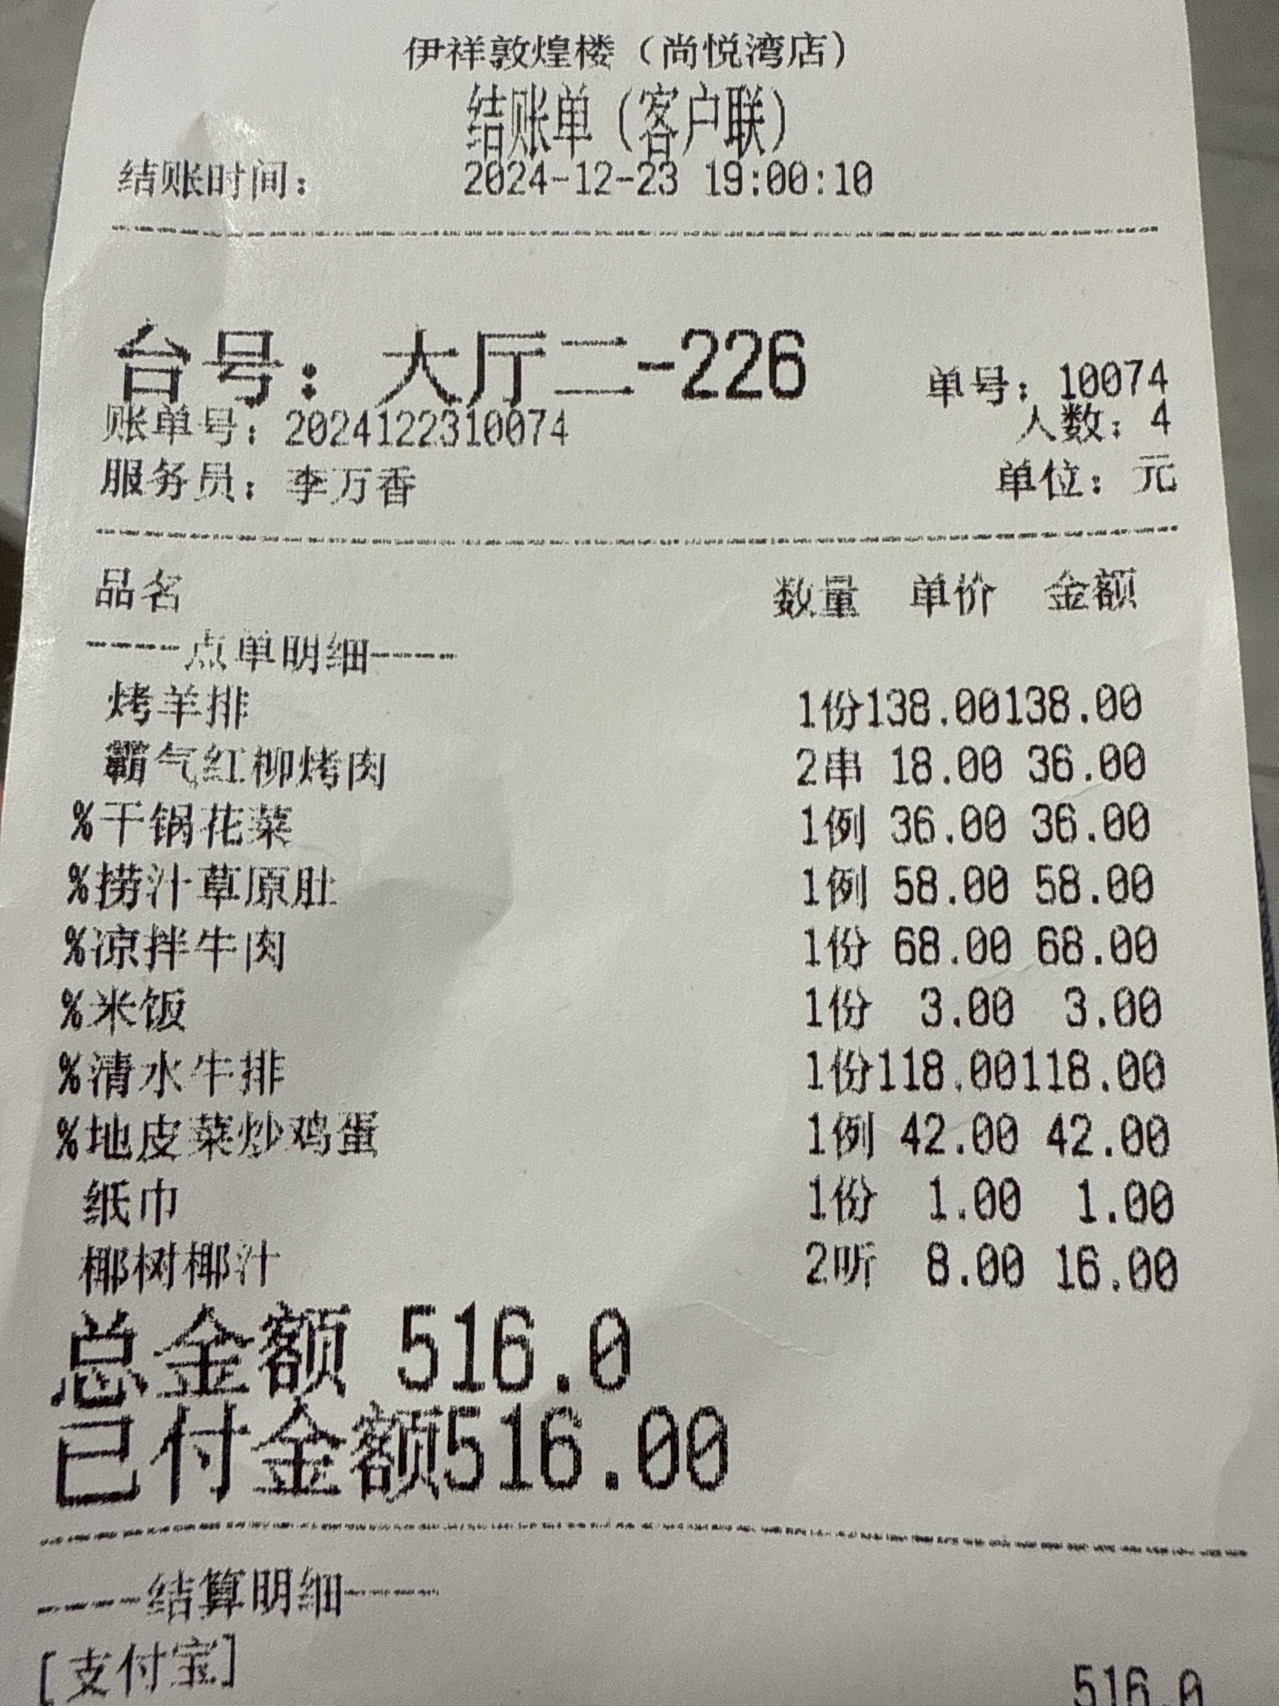 伊祥敦煌楼（尚悦湾店）
结账单（客户联）
结账时间： 2024-12-23 19:00:10
台号：大厅二-226 单号：10074
账单号：2024122310074 人数：4
服务员：李万香 单位：元
品名 数量 单价 金额
----点单明细----
烤羊排 1份138.00138.00
霸气红柳烤肉 2串 18.00 36.00
%干锅花菜 1例 36.00 36.00
%捞汁草原肚 1例 58.00 58.00
%凉拌牛肉 1份 68.00 68.00
%米饭 1份 3.00 3.00
%清水牛排 1份118.00118.00
%地皮菜炒鸡蛋 1例 42.00 42.00
纸巾 1份 1.00 1.00
椰树椰汁 2听 8.00 16.00
总金额 516.0
已付金额516.00
----结算明细----
[支付宝] 516.0